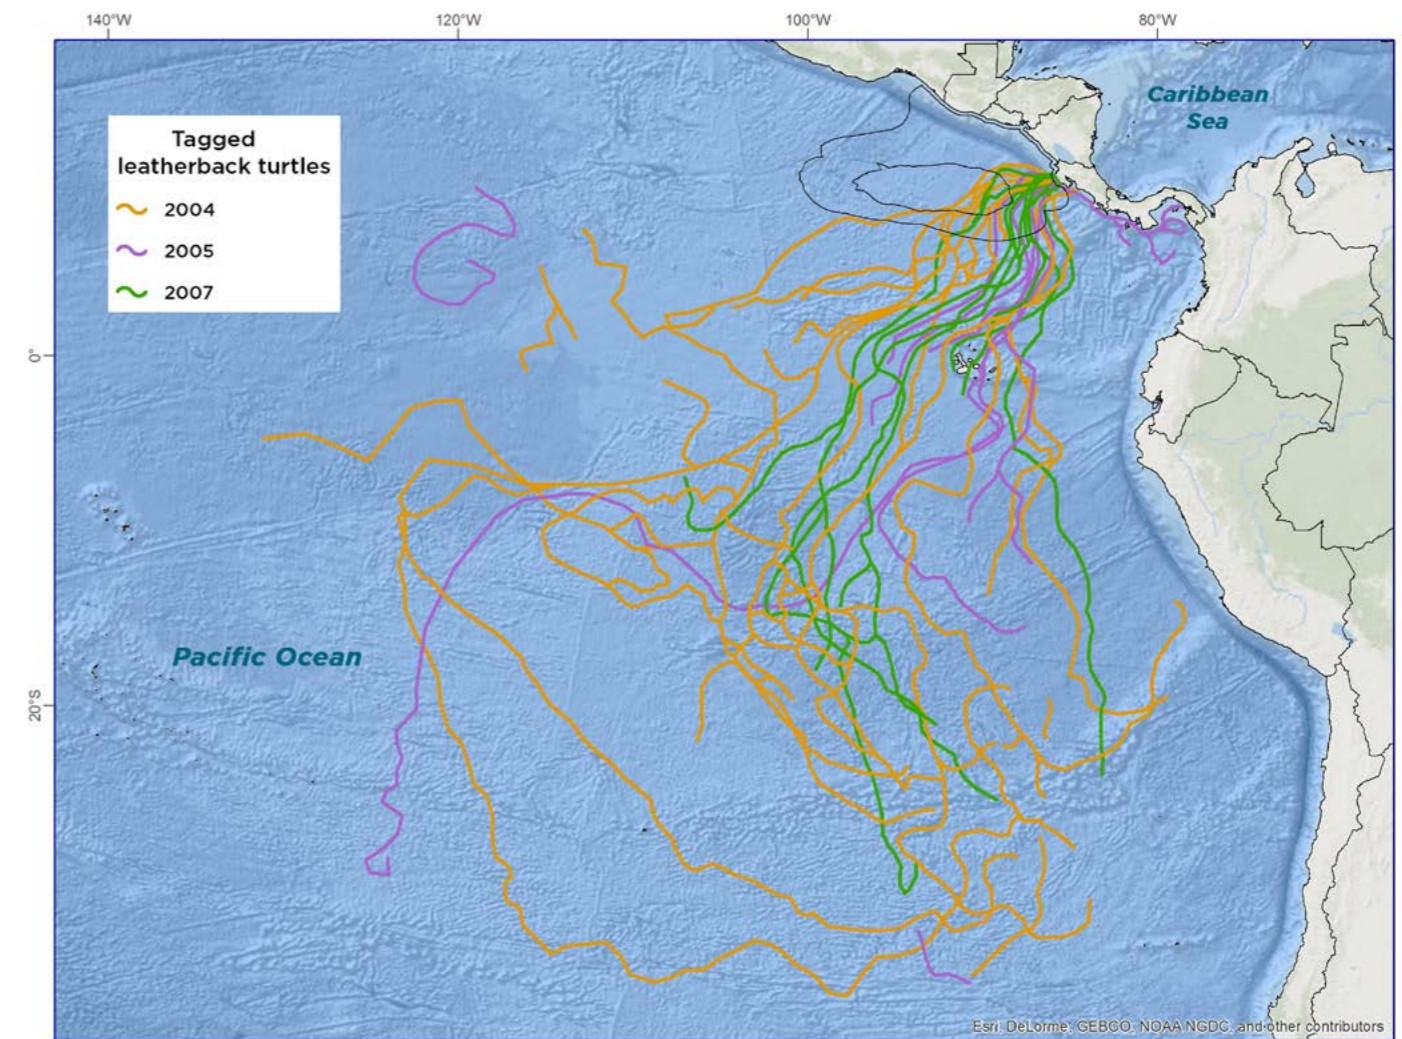 140°W 120°W 100°W 80°W
Caribbean
Sea
Tagged
leatherback turtles
2004
2005
2007
0°
Pacific Ocean
20°S
Esri, DeLorme, GEBCO, NOAA NGDC, and other contributors